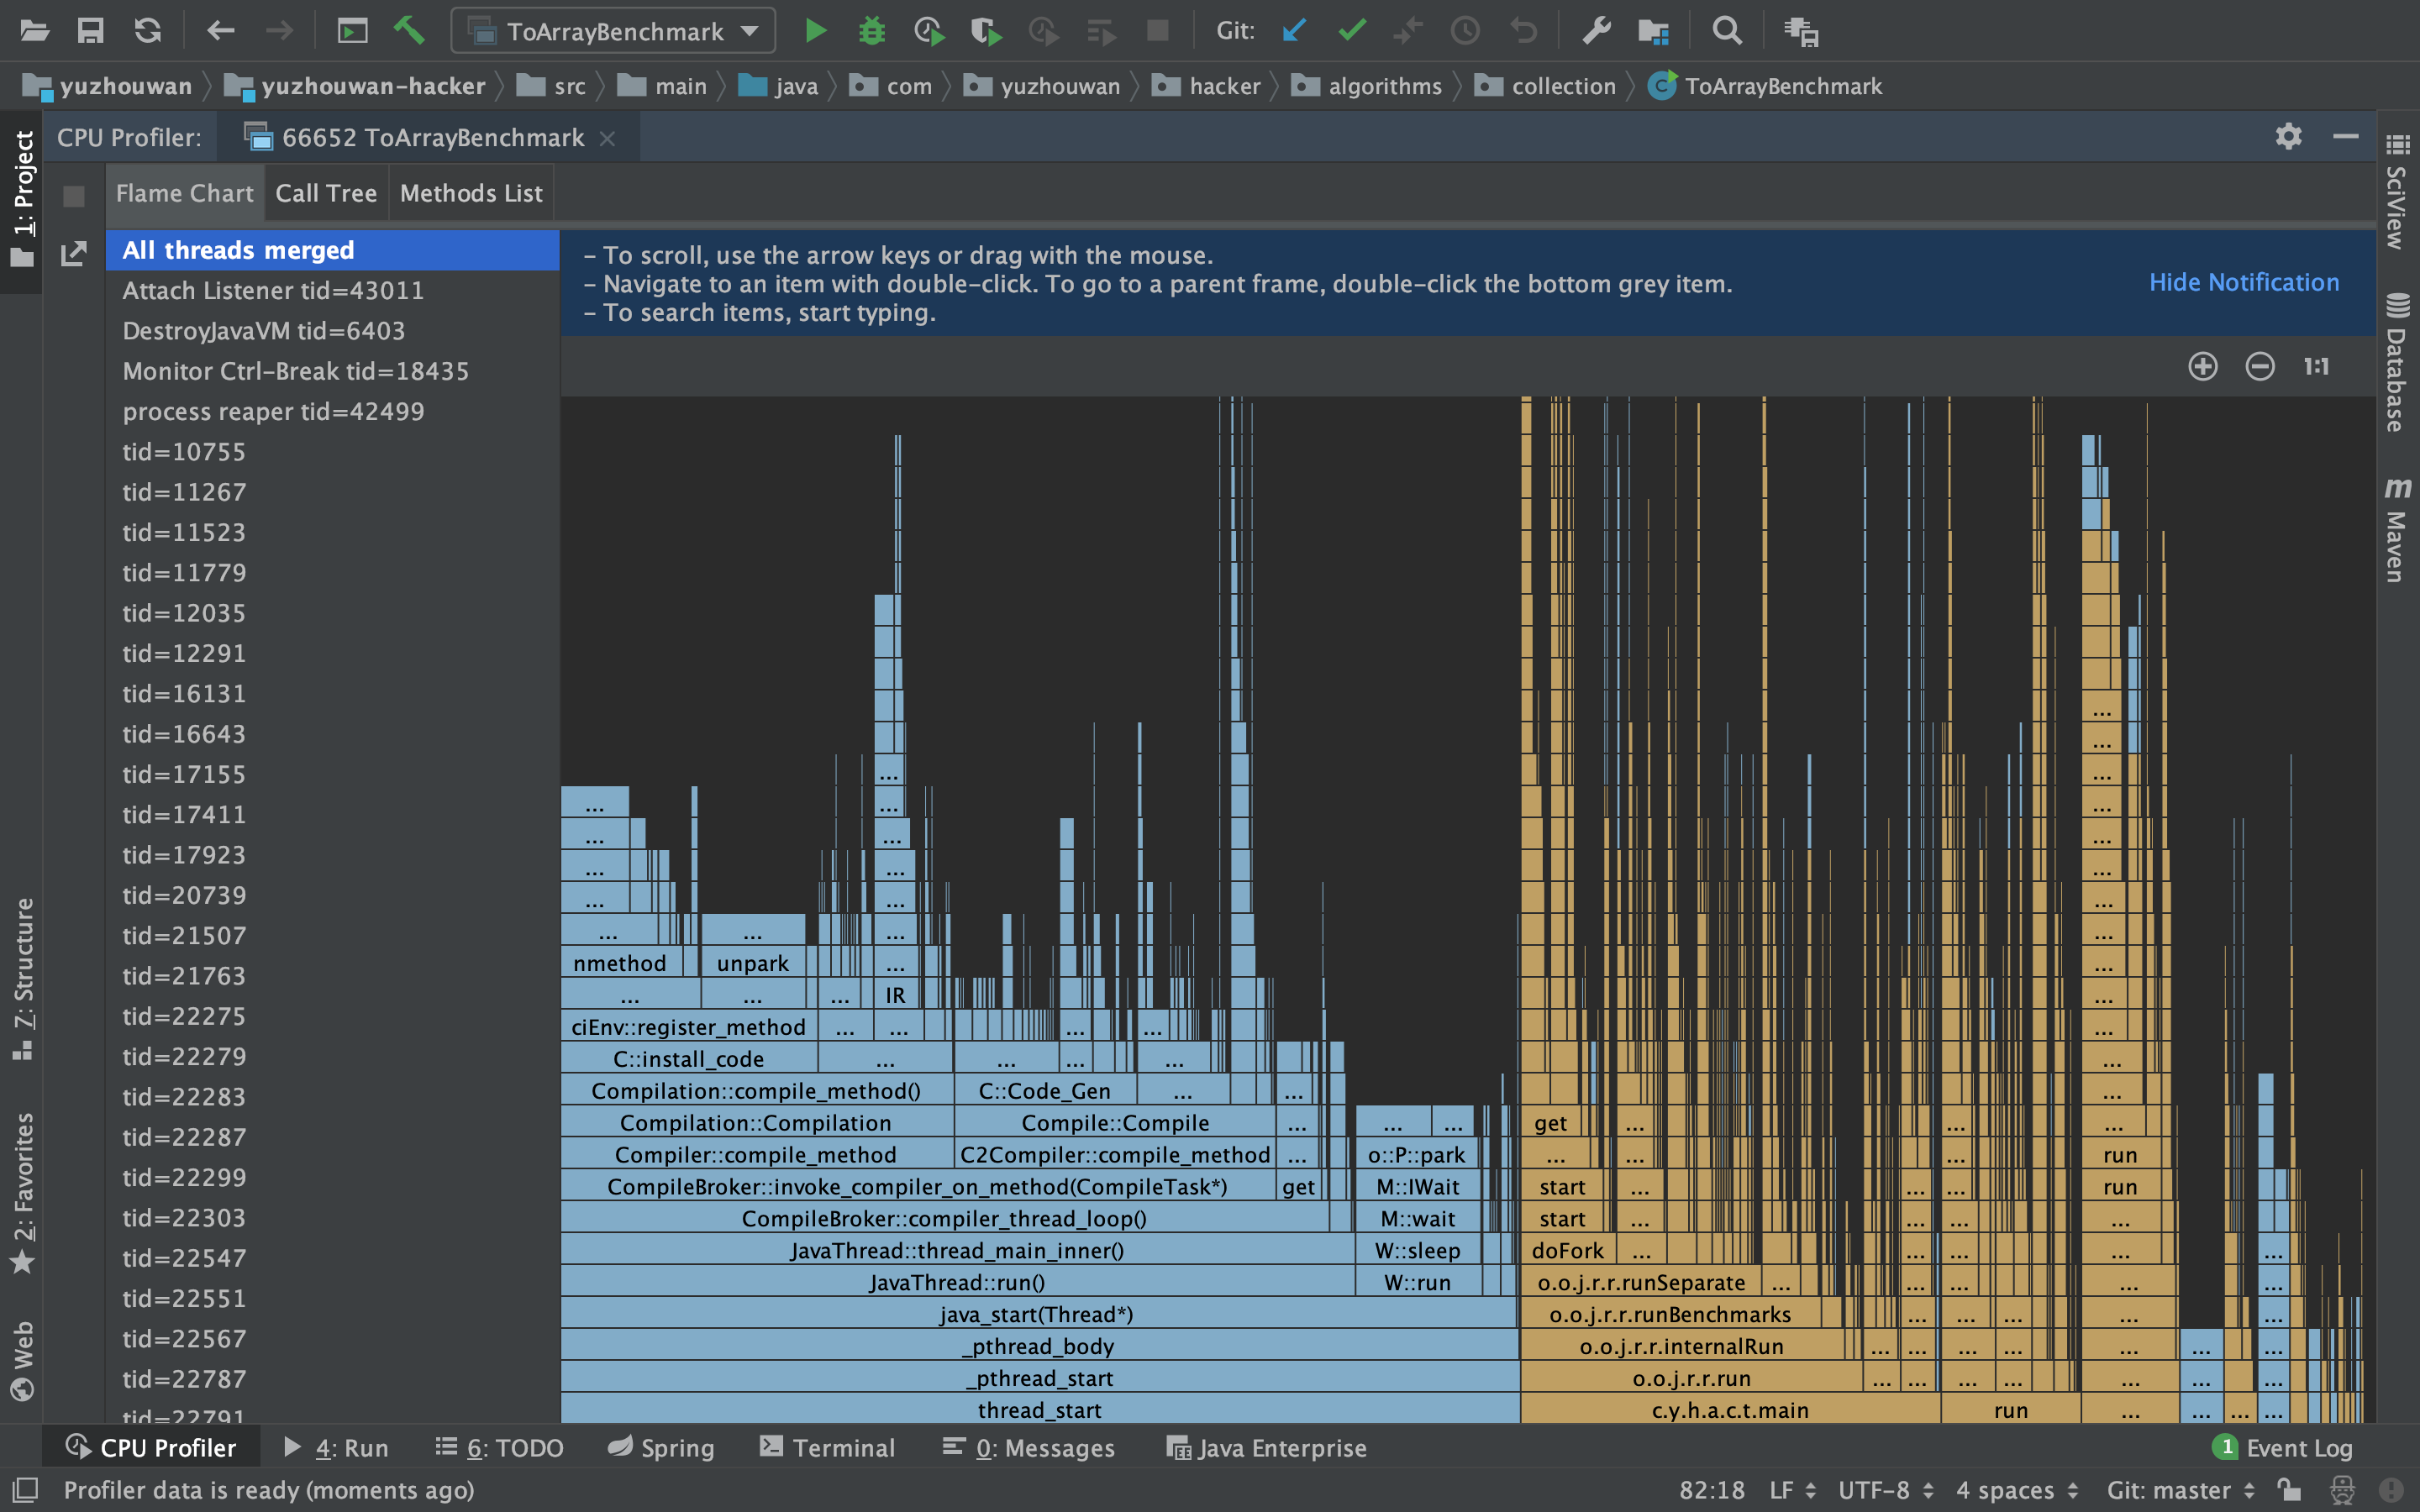 ToArrayBenchmark Git:
yuzhouwan yuzhouwan-hacker src main java com yuzhouwan hacker algorithms collection ToArrayBenchmark
CPU Profiler: 66652 ToArrayBenchmark
Flame Chart Call Tree Methods List
1: Project
7: Structure
2: Favorites
Web
All threads merged
Attach Listener tid=43011
DestroyJavaVM tid=6403
Monitor Ctrl-Break tid=18435
process reaper tid=42499
tid=10755
tid=11267
tid=11523
tid=11779
tid=12035
tid=12291
tid=16131
tid=16643
tid=17155
tid=17411
tid=17923
tid=20739
tid=21507
tid=21763
tid=22275
tid=22279
tid=22283
tid=22287
tid=22299
tid=22303
tid=22547
tid=22551
tid=22567
tid=22787
tid=22791
– To scroll, use the arrow keys or drag with the mouse.
– Navigate to an item with double-click. To go to a parent frame, double-click the bottom grey item.
– To search items, start typing.
Hide Notification
1:1
... ...
...
... ...
... ...
... ... ...
... ... ...
... ... ...
... ... ... ...
nmethod unpark ... ...
... ... ... IR ...
ciEnv::register_method ... ... ... ... ...
C::install_code ... ... ... ... ...
Compilation::compile_method() C::Code_Gen ... ... ...
Compilation::Compilation Compile::Compile ... ... ... get ... ... ...
Compiler::compile_method C2Compiler::compile_method ... o::P::park ... ... ... run
CompileBroker::invoke_compiler_on_method(CompileTask*) get M::IWait start ... ... ... run
CompileBroker::compiler_thread_loop() M::wait start ... ... ... ...
JavaThread::thread_main_inner() W::sleep doFork ... ... ... ... ...
JavaThread::run() W::run o.o.j.r.r.runSeparate ... ... ... ... ... ...
java_start(Thread*) o.o.j.r.r.runBenchmarks ... ... ... ... ...
_pthread_body o.o.j.r.r.internalRun ... ... ... ... ... ... ...
_pthread_start o.o.j.r.r.run ... ... ... ... ... ... ...
thread_start c.y.h.a.c.t.main run ... ... ... ...
SciView
Database
m Maven
CPU Profiler 4: Run 6: TODO Spring Terminal 0: Messages Java Enterprise 1 Event Log
Profiler data is ready (moments ago) 82:18 LF UTF-8 4 spaces Git: master